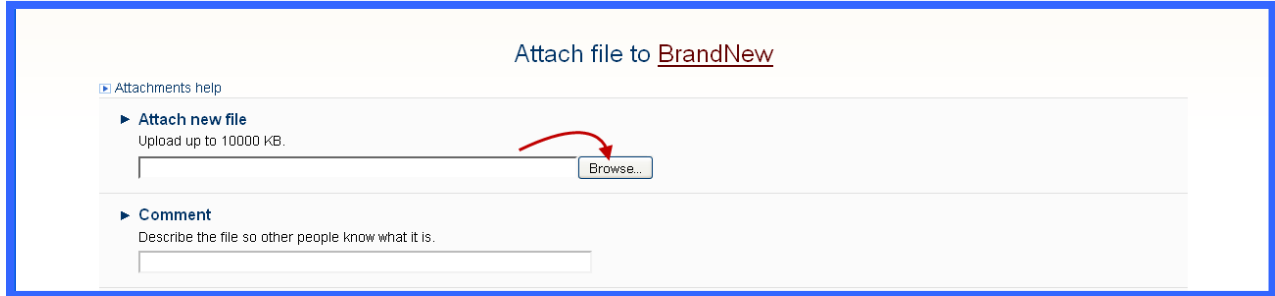 Attach file to BrandNew
Attachments help
Attach new file
Upload up to 10000 KB.
Browse...
Comment
Describe the file so other people know what it is.